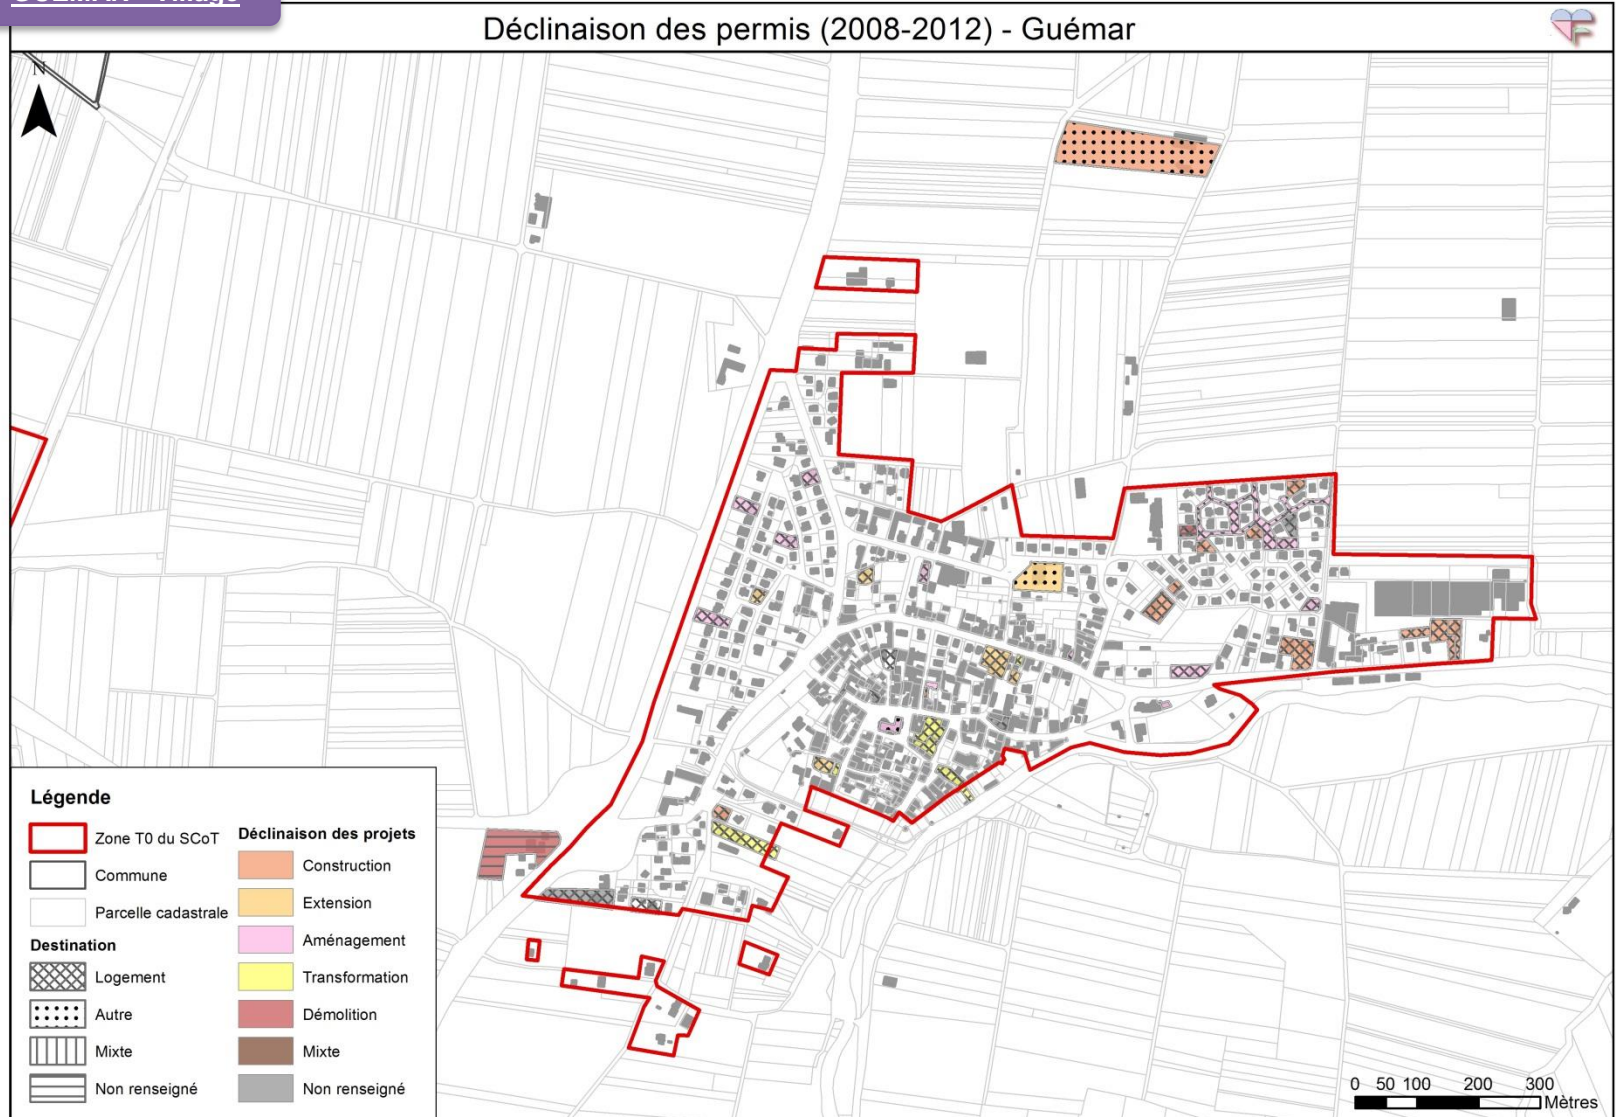 Déclinaison des permis (2008-2012) - Guémar
N
Légende
Zone T0 du SCoT
Commune
Parcelle cadastrale
Destination
Logement
Autre
Mixte
Non renseigné
Déclinaison des projets
Construction
Extension
Aménagement
Transformation
Démolition
Mixte
Non renseigné
0 50 100 200 300
Mètres